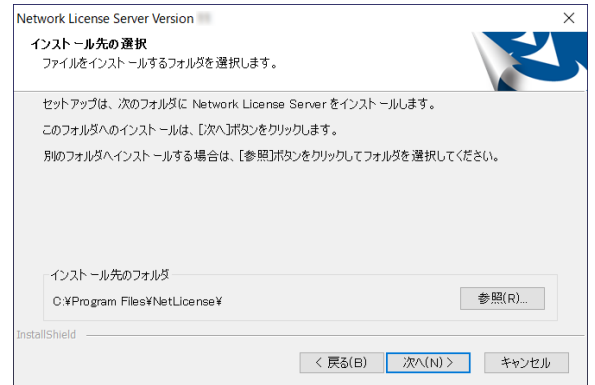 Network License Server Version
インストール先の選択
ファイルをインストールするフォルダを選択します。
セットアップは、次のフォルダに Network License Server をインストールします。
このフォルダへのインストールは、[次へ]ボタンをクリックします。
別のフォルダへインストールする場合は、[参照]ボタンをクリックしてフォルダを選択してください。
インストール先のフォルダ
C:¥Program Files¥NetLicense¥
参照(R)...
InstallShield
< 戻る(B)
次へ(N) >
キャンセル